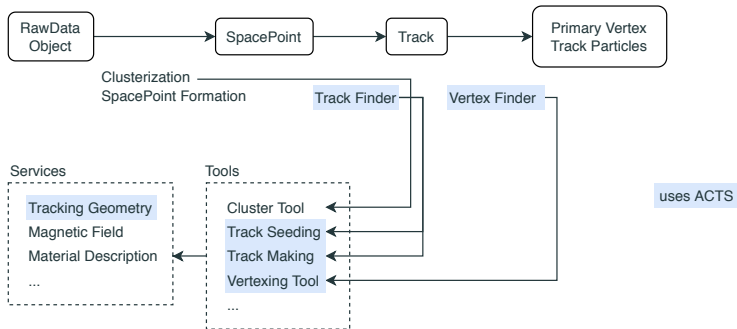 RawData
Object
SpacePoint
Track
Primary Vertex
Track Particles
Clusterization
SpacePoint Formation
Track Finder
Vertex Finder
Services
Tracking Geometry
Magnetic Field
Material Description
...
Tools
Cluster Tool
Track Seeding
Track Making
Vertexing Tool
...
uses ACTS